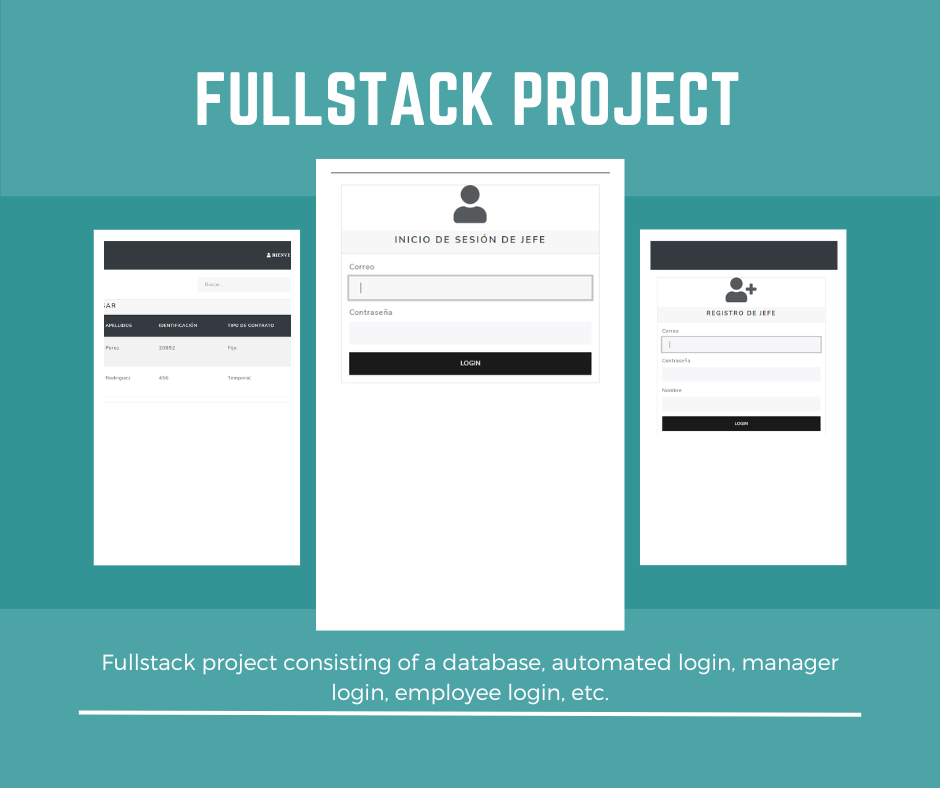 FULLSTACK PROJECT
BIENVE
Buscar...
SAR
APELLIDOS IDENTIFICACIÓN TIPO DE CONTRATO
Perez 20852 Fijo
Rodriguez 456 Temporal
INICIO DE SESIÓN DE JEFE
Correo
Contraseña
LOGIN
REGISTRO DE JEFE
Correo
Contraseña
Nombre
LOGIN
Fullstack project consisting of a database, automated login, manager
login, employee login, etc.